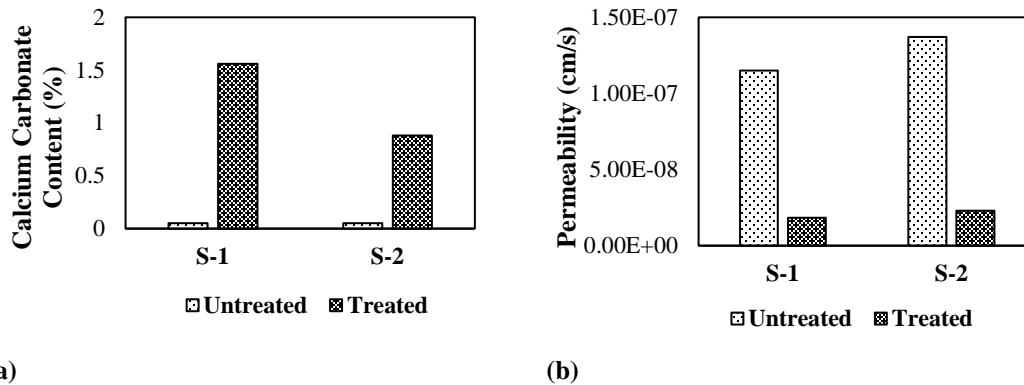 Calcium Carbonate
Content (%)
2
1.5
1
0.5
0
S-1 S-2
Untreated Treated
a)
Permeability (cm/s)
1.50E-07
1.00E-07
5.00E-08
0.00E+00
S-1 S-2
Untreated Treated
(b)